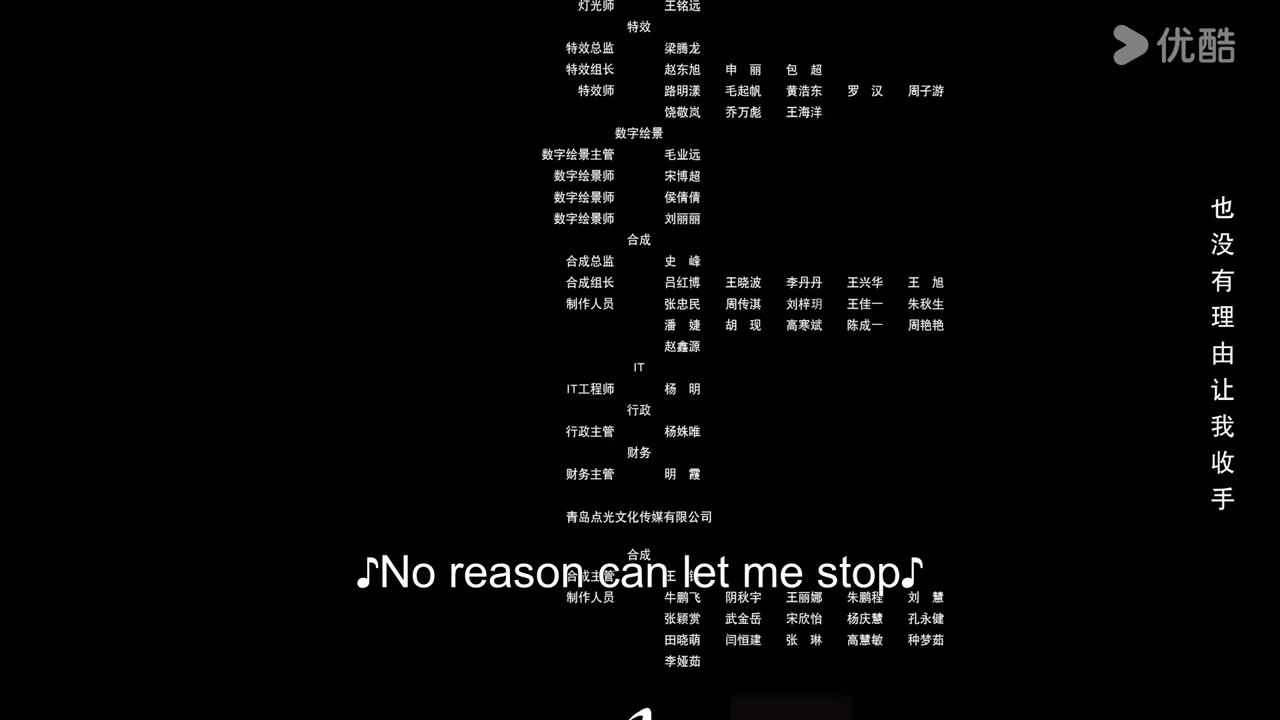 灯光师 王铭远
特效
特效总监 梁腾龙
特效组长 赵东旭 申 丽 包 超
特效师 路明漾 毛起帆 黄浩东 罗 汉 周子游
饶敬岚 乔万彪 王海洋
数字绘景
数字绘景主管 毛业远
数字绘景师 宋博超
数字绘景师 侯倩倩
数字绘景师 刘丽丽
合成
合成总监 史 峰
合成组长 吕红博 王晓波 李丹丹 王兴华 王 旭
制作人员 张忠民 周传淇 刘梓玥 王佳一 朱秋生
潘 婕 胡 现 高寒斌 陈成一 周艳艳
赵鑫源
IT
IT工程师 杨 明
行政
行政主管 杨姝唯
财务
财务主管 明 霞
青岛点光文化传媒有限公司
合成
合成主管 王
制作人员 牛鹏飞 阴秋宇 王丽娜 朱鹏程 刘 慧
张颖赏 武金岳 宋欣怡 杨庆慧 孔永健
田晓萌 闫恒建 张 琳 高慧敏 种梦茹
李娅茹
♪No reason can let me stop♪
优酷
也没有理由让我收手